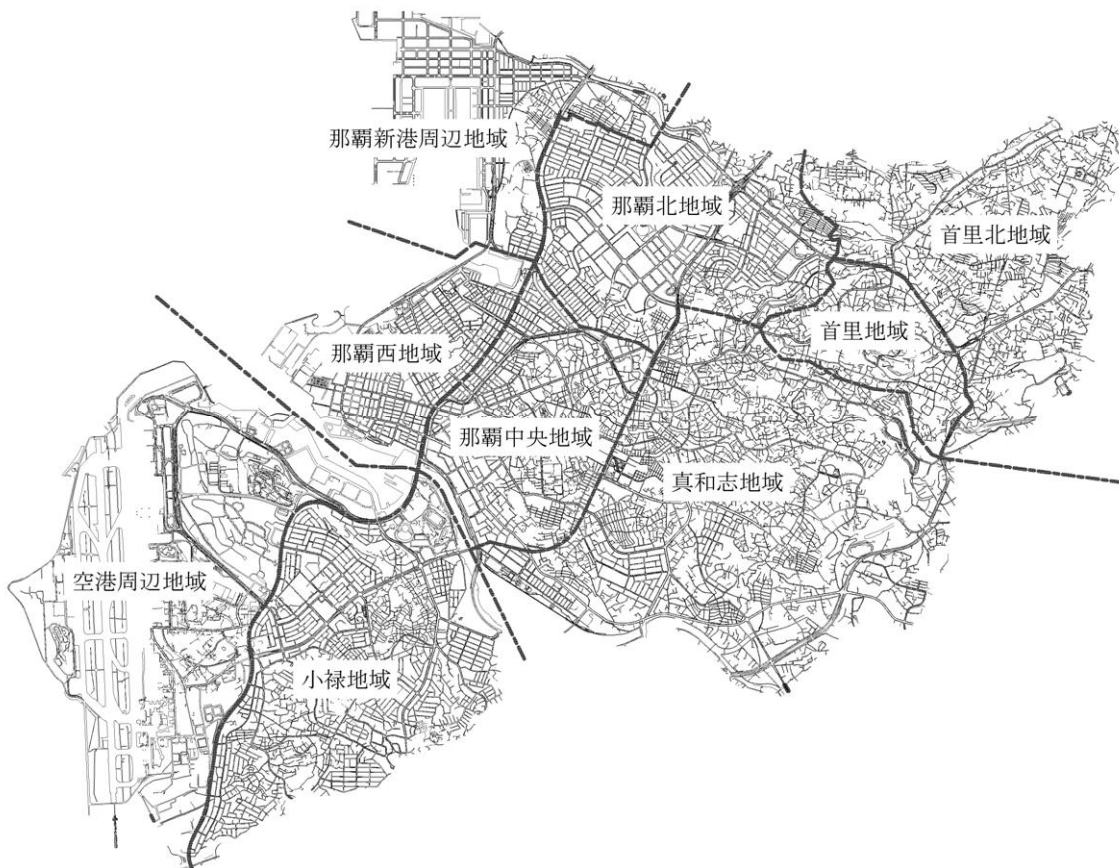 那覇新港周辺地域
那覇北地域
首里北地域
首里地域
那覇西地域
那覇中央地域
真和志地域
空港周辺地域
小禄地域